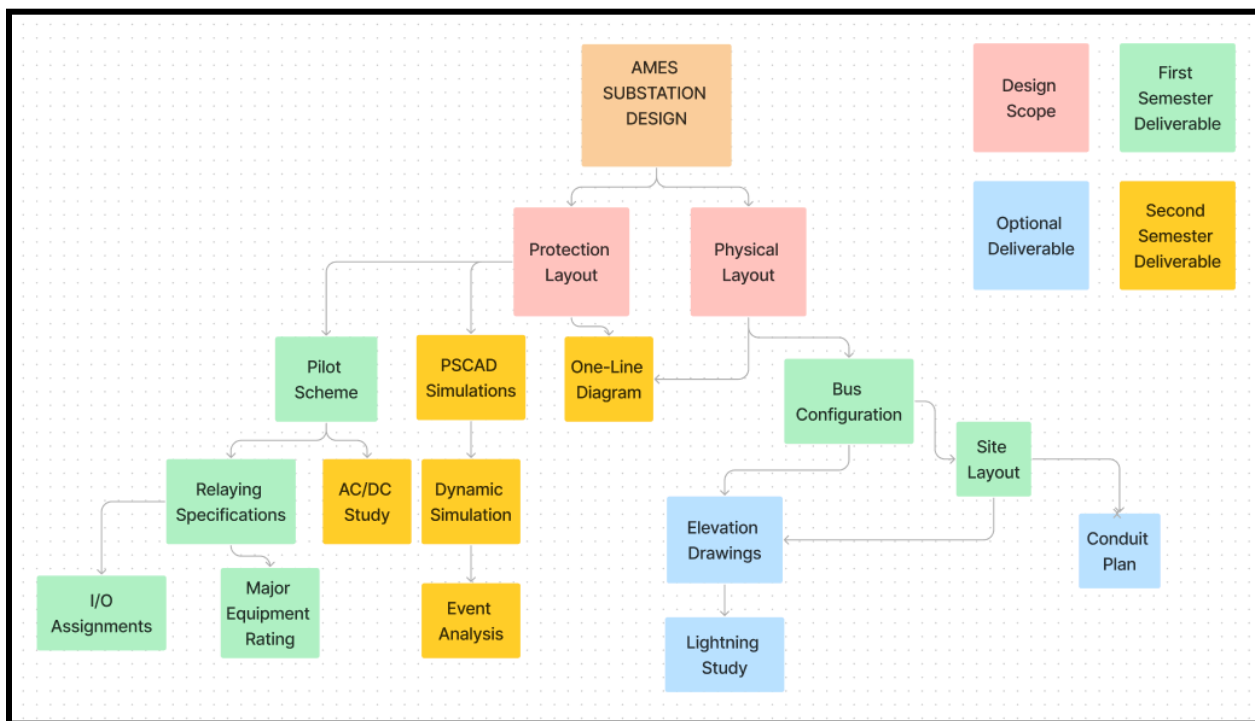 AMES
SUBSTATION
DESIGN
Design
Scope
First
Semester
Deliverable
Optional
Deliverable
Second
Semester
Deliverable
Protection
Layout
Physical
Layout
Pilot
Scheme
PSCAD
Simulations
One-Line
Diagram
Bus
Configuration
Site
Layout
Relaying
Specifications
AC/DC
Study
Dynamic
Simulation
Elevation
Drawings
Conduit
Plan
I/O
Assignments
Major
Equipment
Rating
Event
Analysis
Lightning
Study